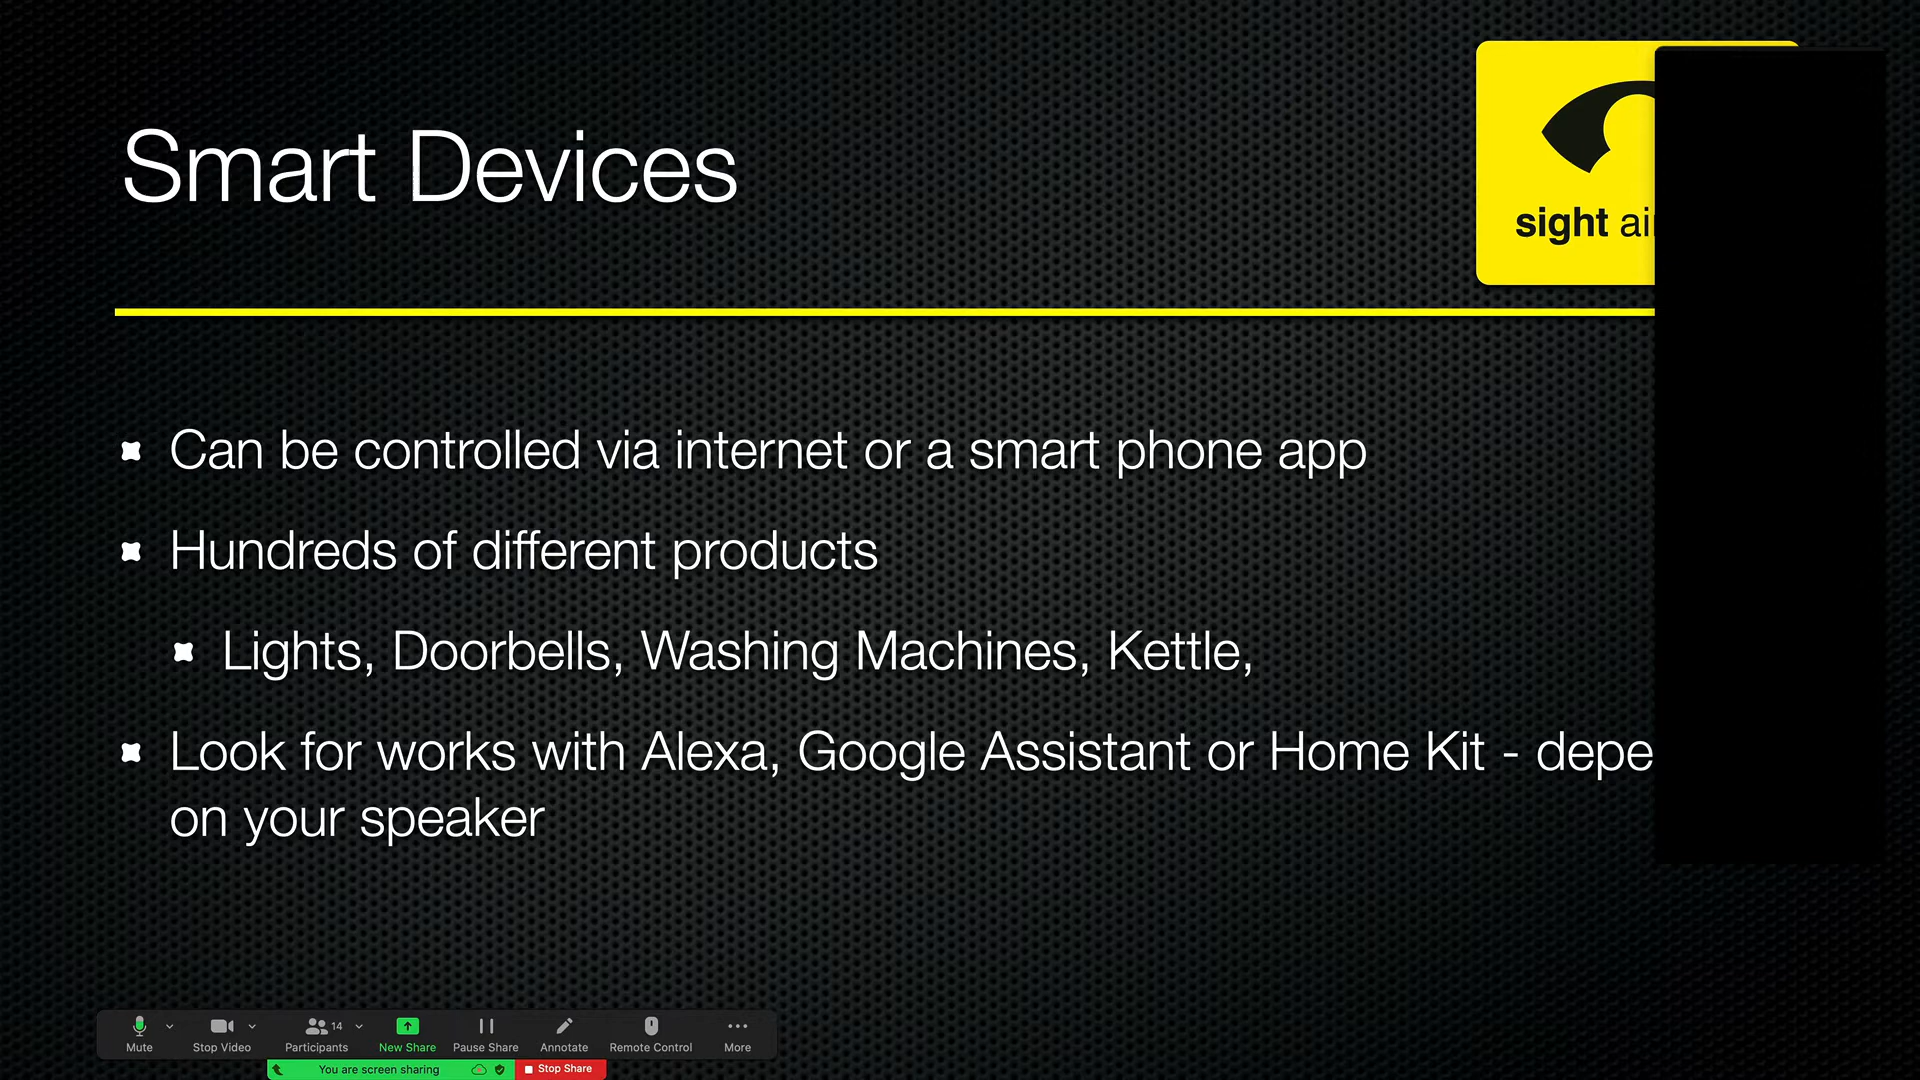 Smart Devices
sight
Can be controlled via internet or a smart phone app
Hundreds of different products
Lights, Doorbells, Washing Machines, Kettle,
Look for works with Alexa, Google Assistant or Home Kit - depe
on your speaker
14
Mute
Stop Video
Participants
New Share
Pause Share
Annotate
Remote Control
More
You are screen sharing
Stop Share